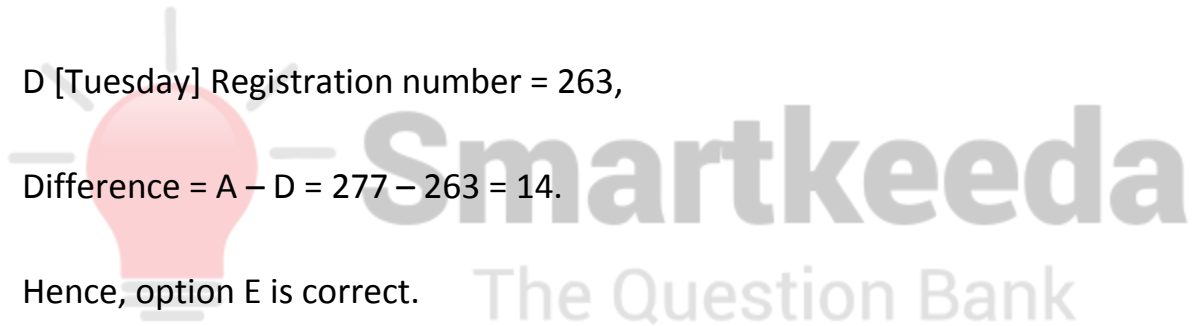 D [Tuesday] Registration number = 263,
Smartkeeda
Difference = A – D = 277 – 263 = 14.
The Question Bank
Hence, option E is correct.